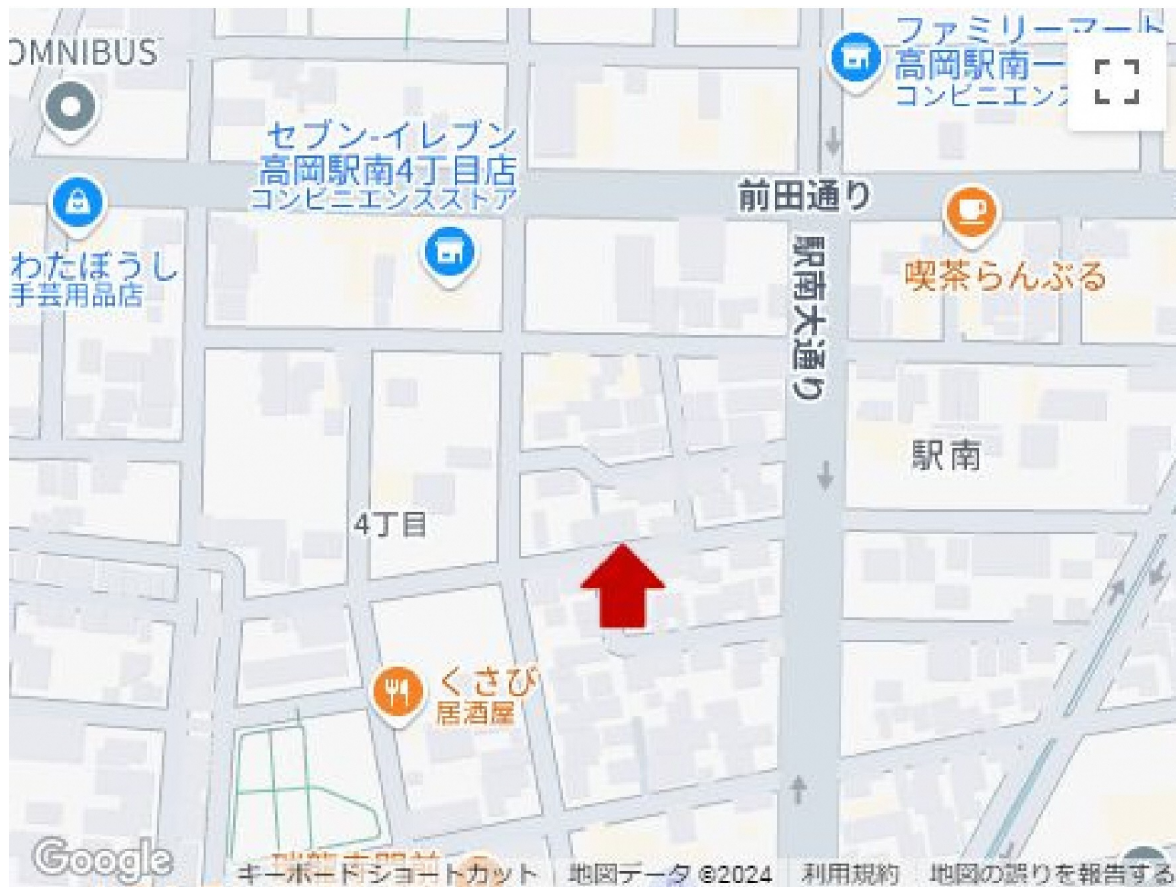 OMNIBUS
ファミリーマート
高岡駅南一
コンビニエンス
セブン-イレブン
高岡駅南4丁目店
コンビニエンスストア
前田通り
わたぼうし
手芸用品店
駅南大通り
喫茶らんぶる
駅南
4丁目
くさび
居酒屋
Google
キーボード ショートカット
地図データ ©2024
利用規約
地図の誤りを報告する